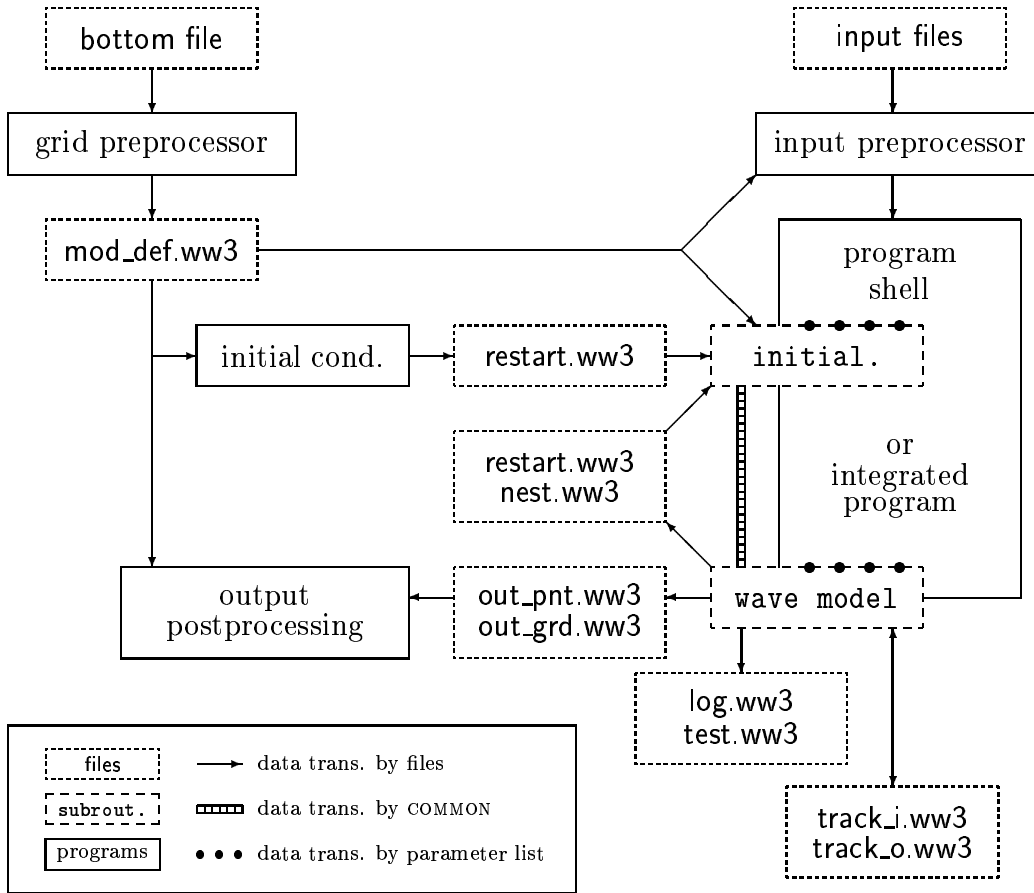 bottom file
input files
grid preprocessor
input preprocessor
mod_def.ww3
program
shell
initial cond.
restart.ww3
initial.
restart.ww3
nest.ww3
or
integrated
program
output
postprocessing
out_pnt.ww3
out_grd.ww3
wave model
log.ww3
test.ww3
track_i.ww3
track_o.ww3
files
data trans. by files
subrout.
data trans. by COMMON
programs
data trans. by parameter list